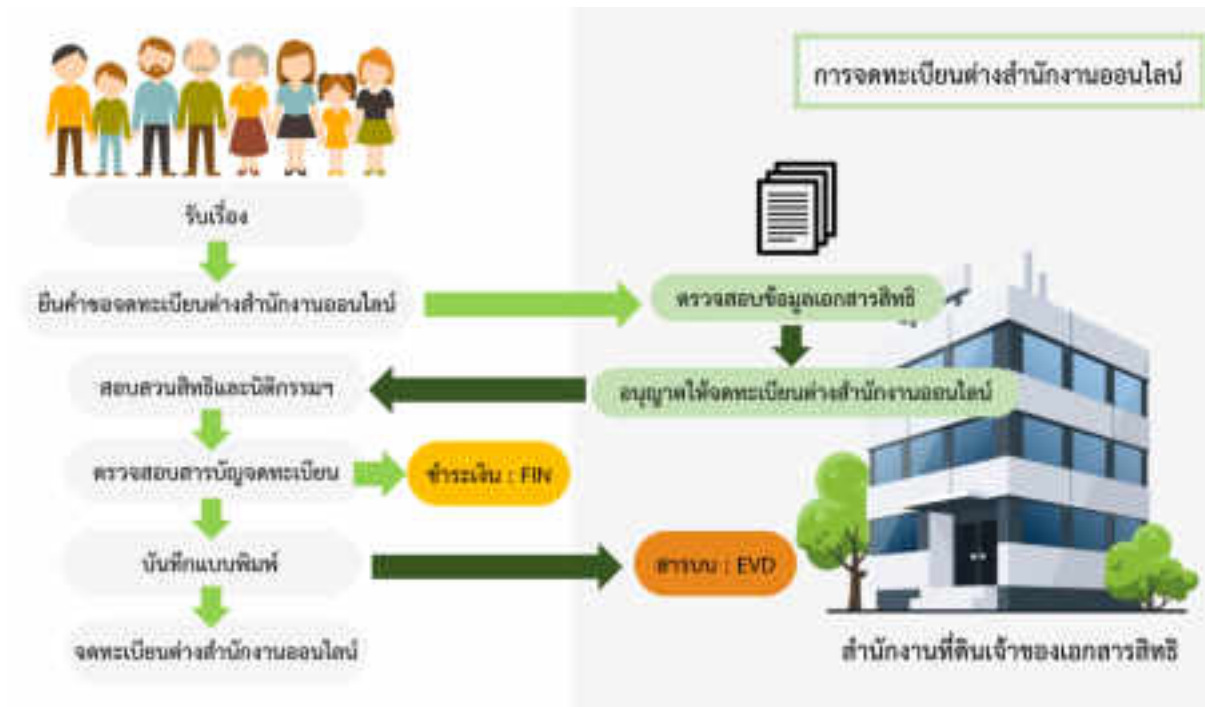 การจดทะเบียนต่างสำนักงานออนไลน์
รับเรื่อง
ยื่นคำขอจดทะเบียนต่างสำนักงานออนไลน์
ตรวจสอบข้อมูลเอกสารสิทธิ
อนุญาตให้จดทะเบียนต่างสำนักงานออนไลน์
สอบสวนสิทธิและนิติกรรมฯ
ตรวจสอบสารบัญจดทะเบียน
ชำระเงิน : FIN
บันทึกแบบพิมพ์
สารบบ : EVD
จดทะเบียนต่างสำนักงานออนไลน์
สำนักงานที่ดินเจ้าของเอกสารสิทธิ